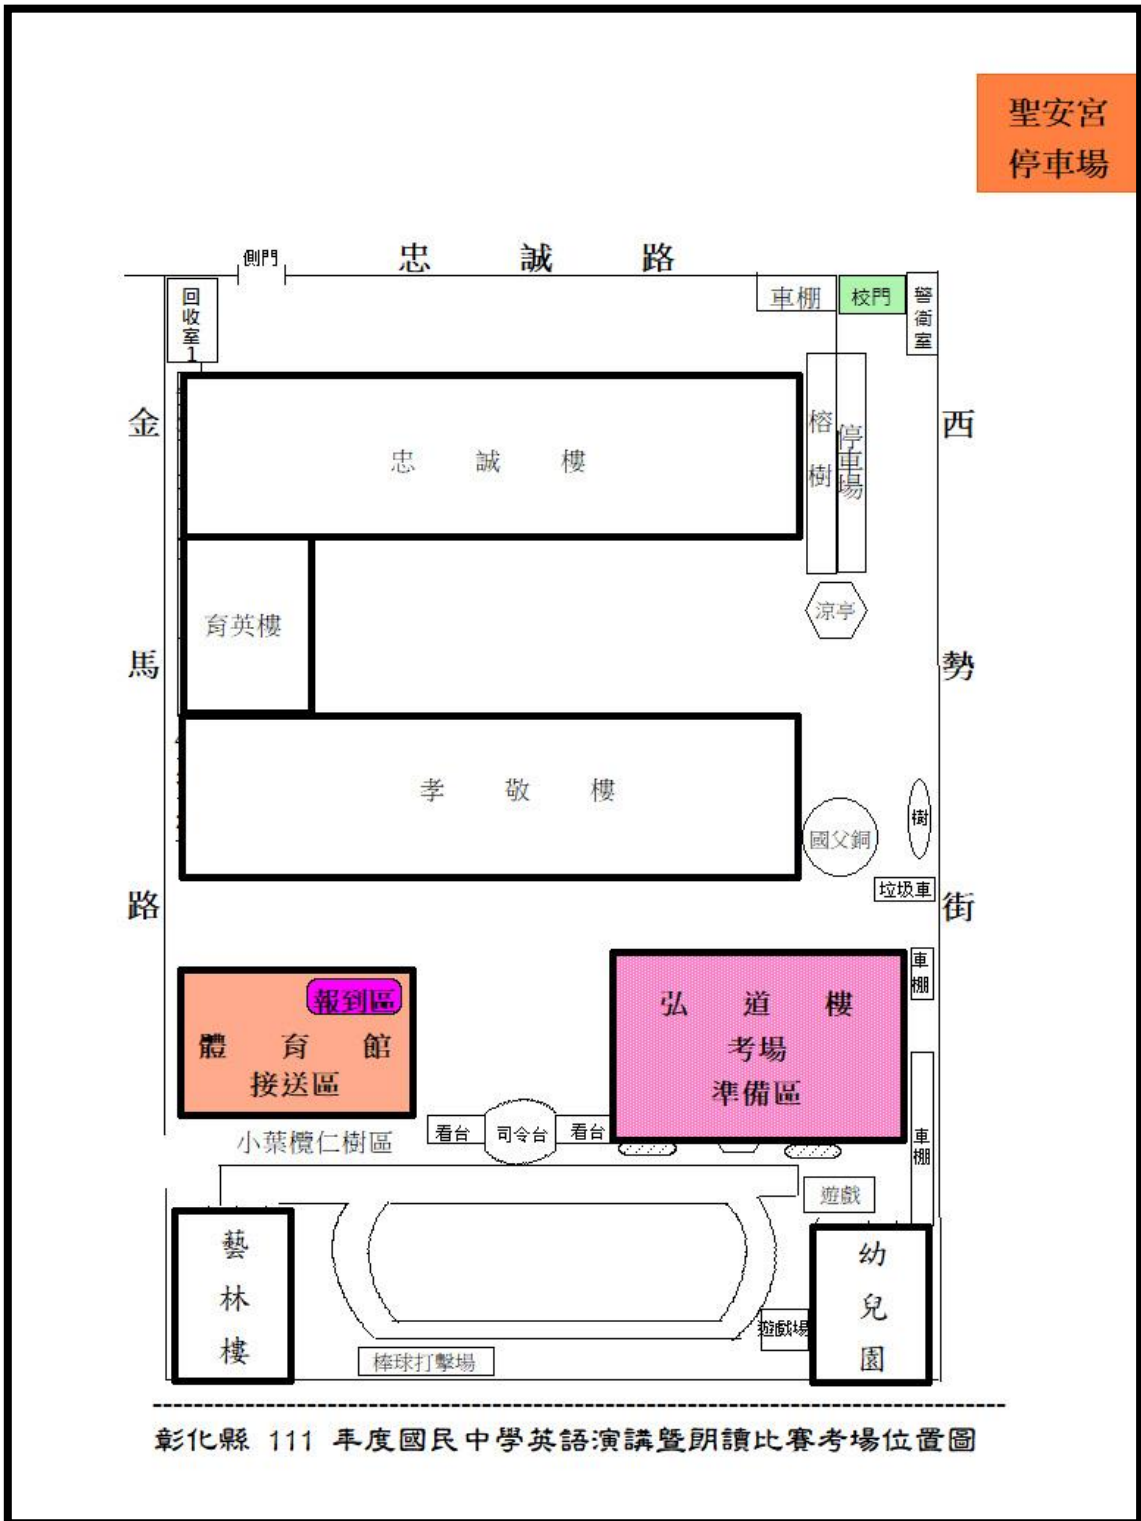 聖安宮
停車場
忠誠路
側門
回收室1
車棚
校門
警衛室
金馬路
西勢街
忠誠樓
榕樹
停車場
育英樓
涼亭
孝敬樓
國父銅
樹
垃圾車
車棚
報到區
體育館
接送區
弘道樓
考場
準備區
看台
司令台
看台
車棚
小葉欖仁樹區
遊戲
藝林樓
幼兒園
遊戲場
棒球打擊場
彰化縣 111 年度國民中學英語演講暨朗讀比賽考場位置圖